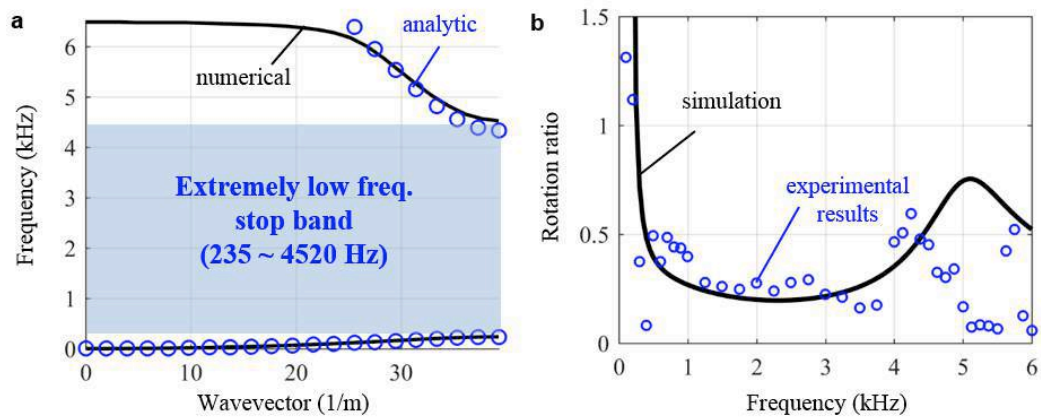 a
6
5
4
3
2
1
0
Frequency (kHz)
0
10
20
30
Wavevector (1/m)
numerical
analytic
Extremely low freq.
stop band
(235 ~ 4520 Hz)
b
1.5
1
0.5
0
Rotation ratio
0
1
2
3
4
5
6
Frequency (kHz)
simulation
experimental
results